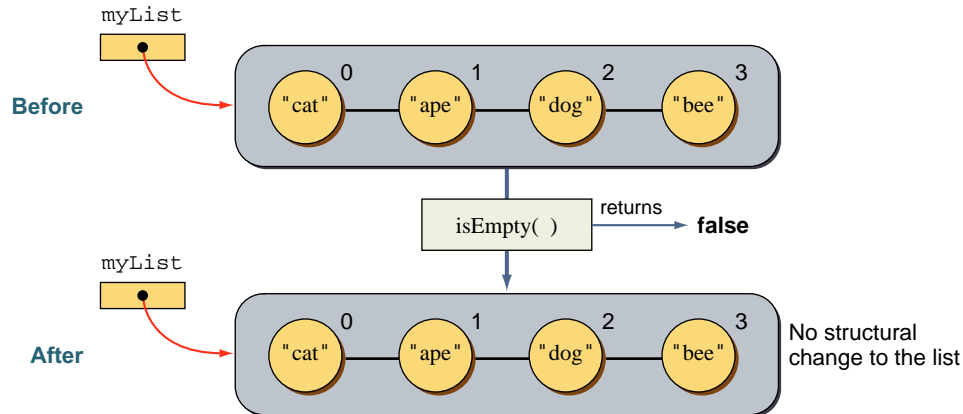 myList
0 1 2 3
Before
"cat" "ape" "dog" "bee"
isEmpty( )
returns
false
myList
0 1 2 3
After
"cat" "ape" "dog" "bee"
No structural
change to the list